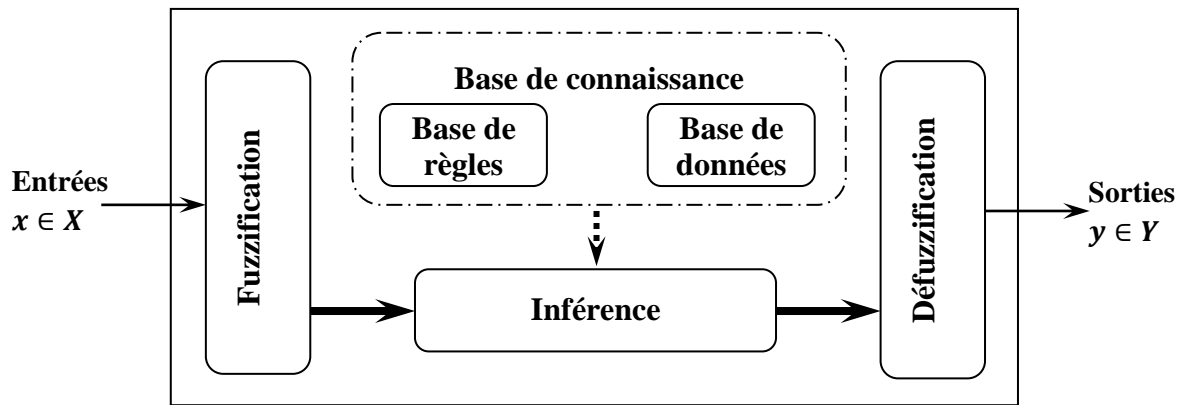 Entrées
x ∈ X
Fuzzification
Base de connaissance
Base de
règles
Base de
données
Inférence
Défuzzification
Sorties
y ∈ Y